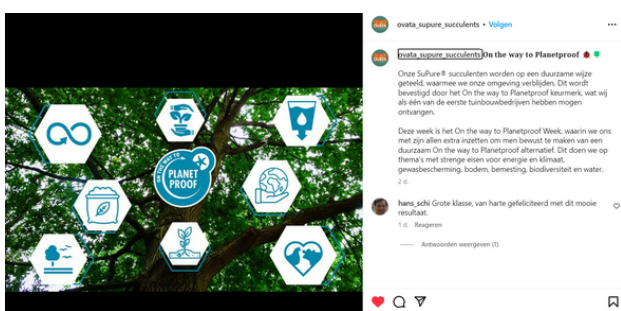 ON THE WAY TO
PLANET
PROOF
ovata_supure_succulents • Volgen
ovata_supure_succulents On the way to Planetproof
Onze SuPure® succulenten worden op een duurzame wijze
geteeld, waarmee we onze omgeving verblijden. Dit wordt
bevestigd door het On the way to Planetproof keurmerk, wat wij
als één van de eerste tuinbouwbedrijven hebben mogen
ontvangen.
Deze week is het On the way to Planetproof Week, waarin we ons
met zijn allen extra inzetten om men bewust te maken van een
duurzaam On the way to Planetproof alternatief. Dit doen we op
thema's met strenge eisen voor energie en klimaat,
gewasbescherming, bodem, bemesting, biodiversiteit en water.
2 d.
hans_schi Grote klasse, van harte gefeliciteerd met dit mooie
resultaat.
1 d. Reageren
Antwoorden weergeven (1)